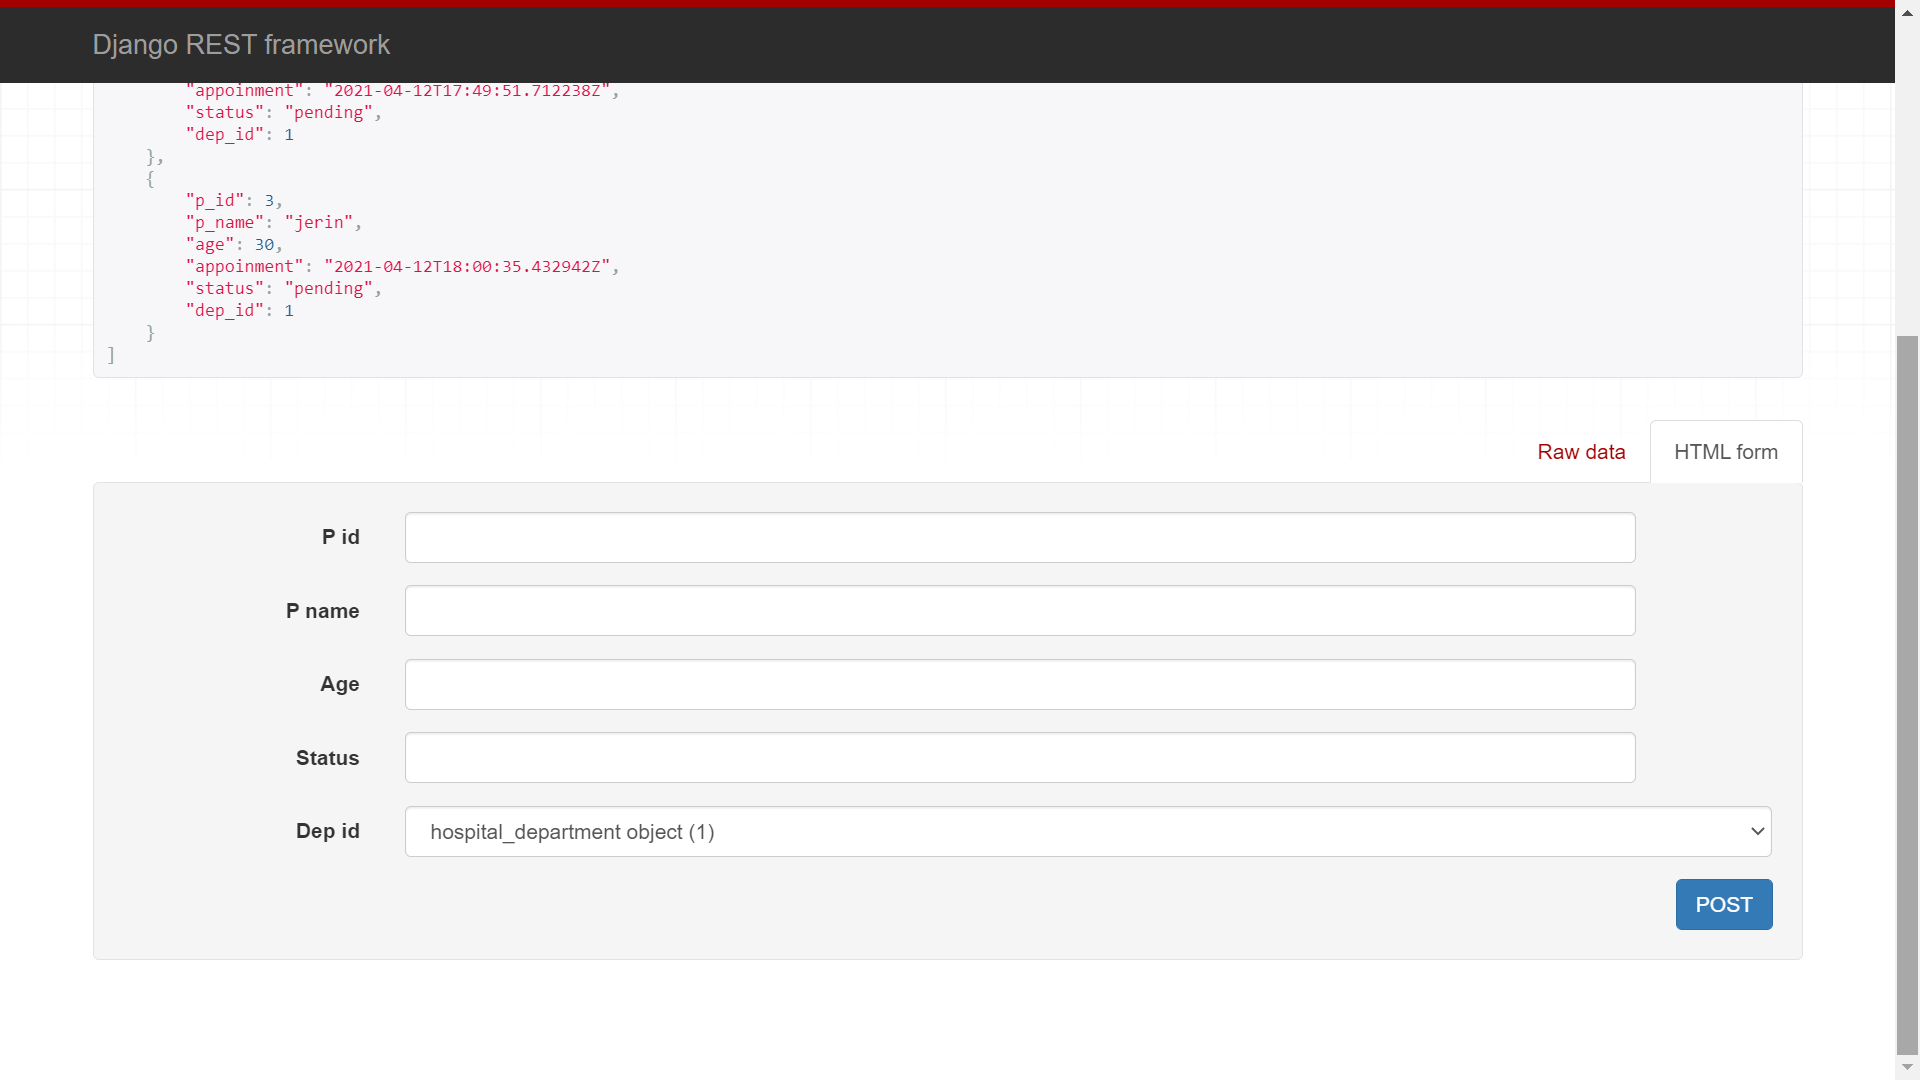 Django REST framework
"appoinment": "2021-04-12T17:49:51.712238Z",
"status": "pending",
"dep_id": 1
},
{
"p_id": 3,
"p_name": "jerin",
"age": 30,
"appoinment": "2021-04-12T18:00:35.432942Z",
"status": "pending",
"dep_id": 1
}
]
Raw data
HTML form
P id
P name
Age
Status
Dep id
hospital_department object (1)
POST